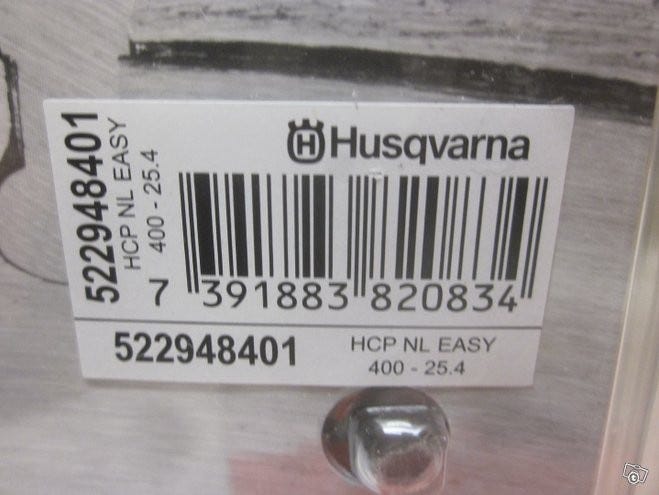 Husqvarna
522948401
HCP NL EASY
400 - 25.4
7 391883 820834
522948401
HCP NL EASY
400 - 25.4